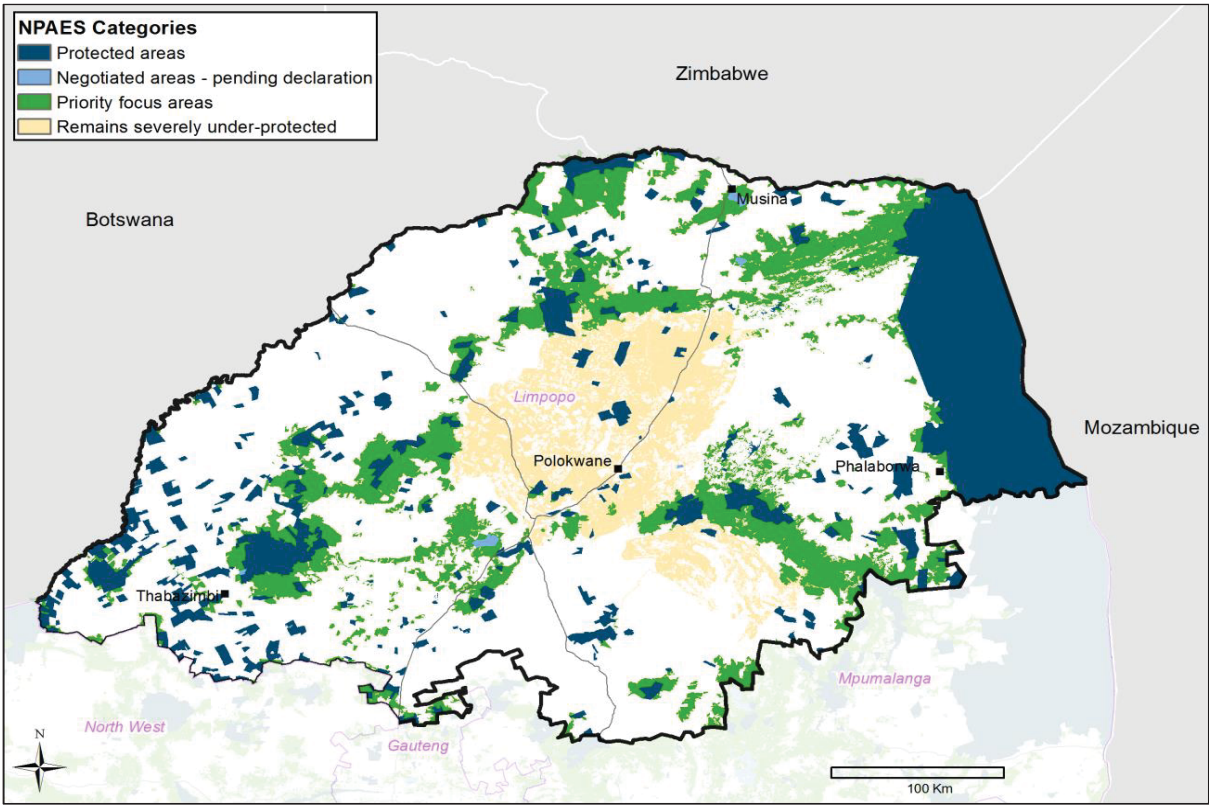 NPAES Categories
Protected areas
Negotiated areas - pending declaration
Priority focus areas
Remains severely under-protected
Zimbabwe
Botswana
Musina
Limpopo
Mozambique
Polokwane
Phalaborwa
Thabazimbi
Mpumalanga
North West
Gauteng
N
100 Km